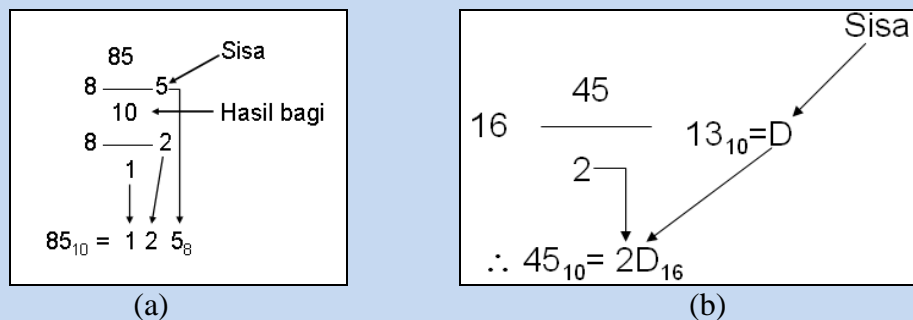 85
Sisa
8 5
10 Hasil bagi
8 2
1
85₁₀ = 1 2 5₈
(a)
Sisa
45
16 13₁₀=D
2
∴ 45₁₀= 2D₁₆
(b)